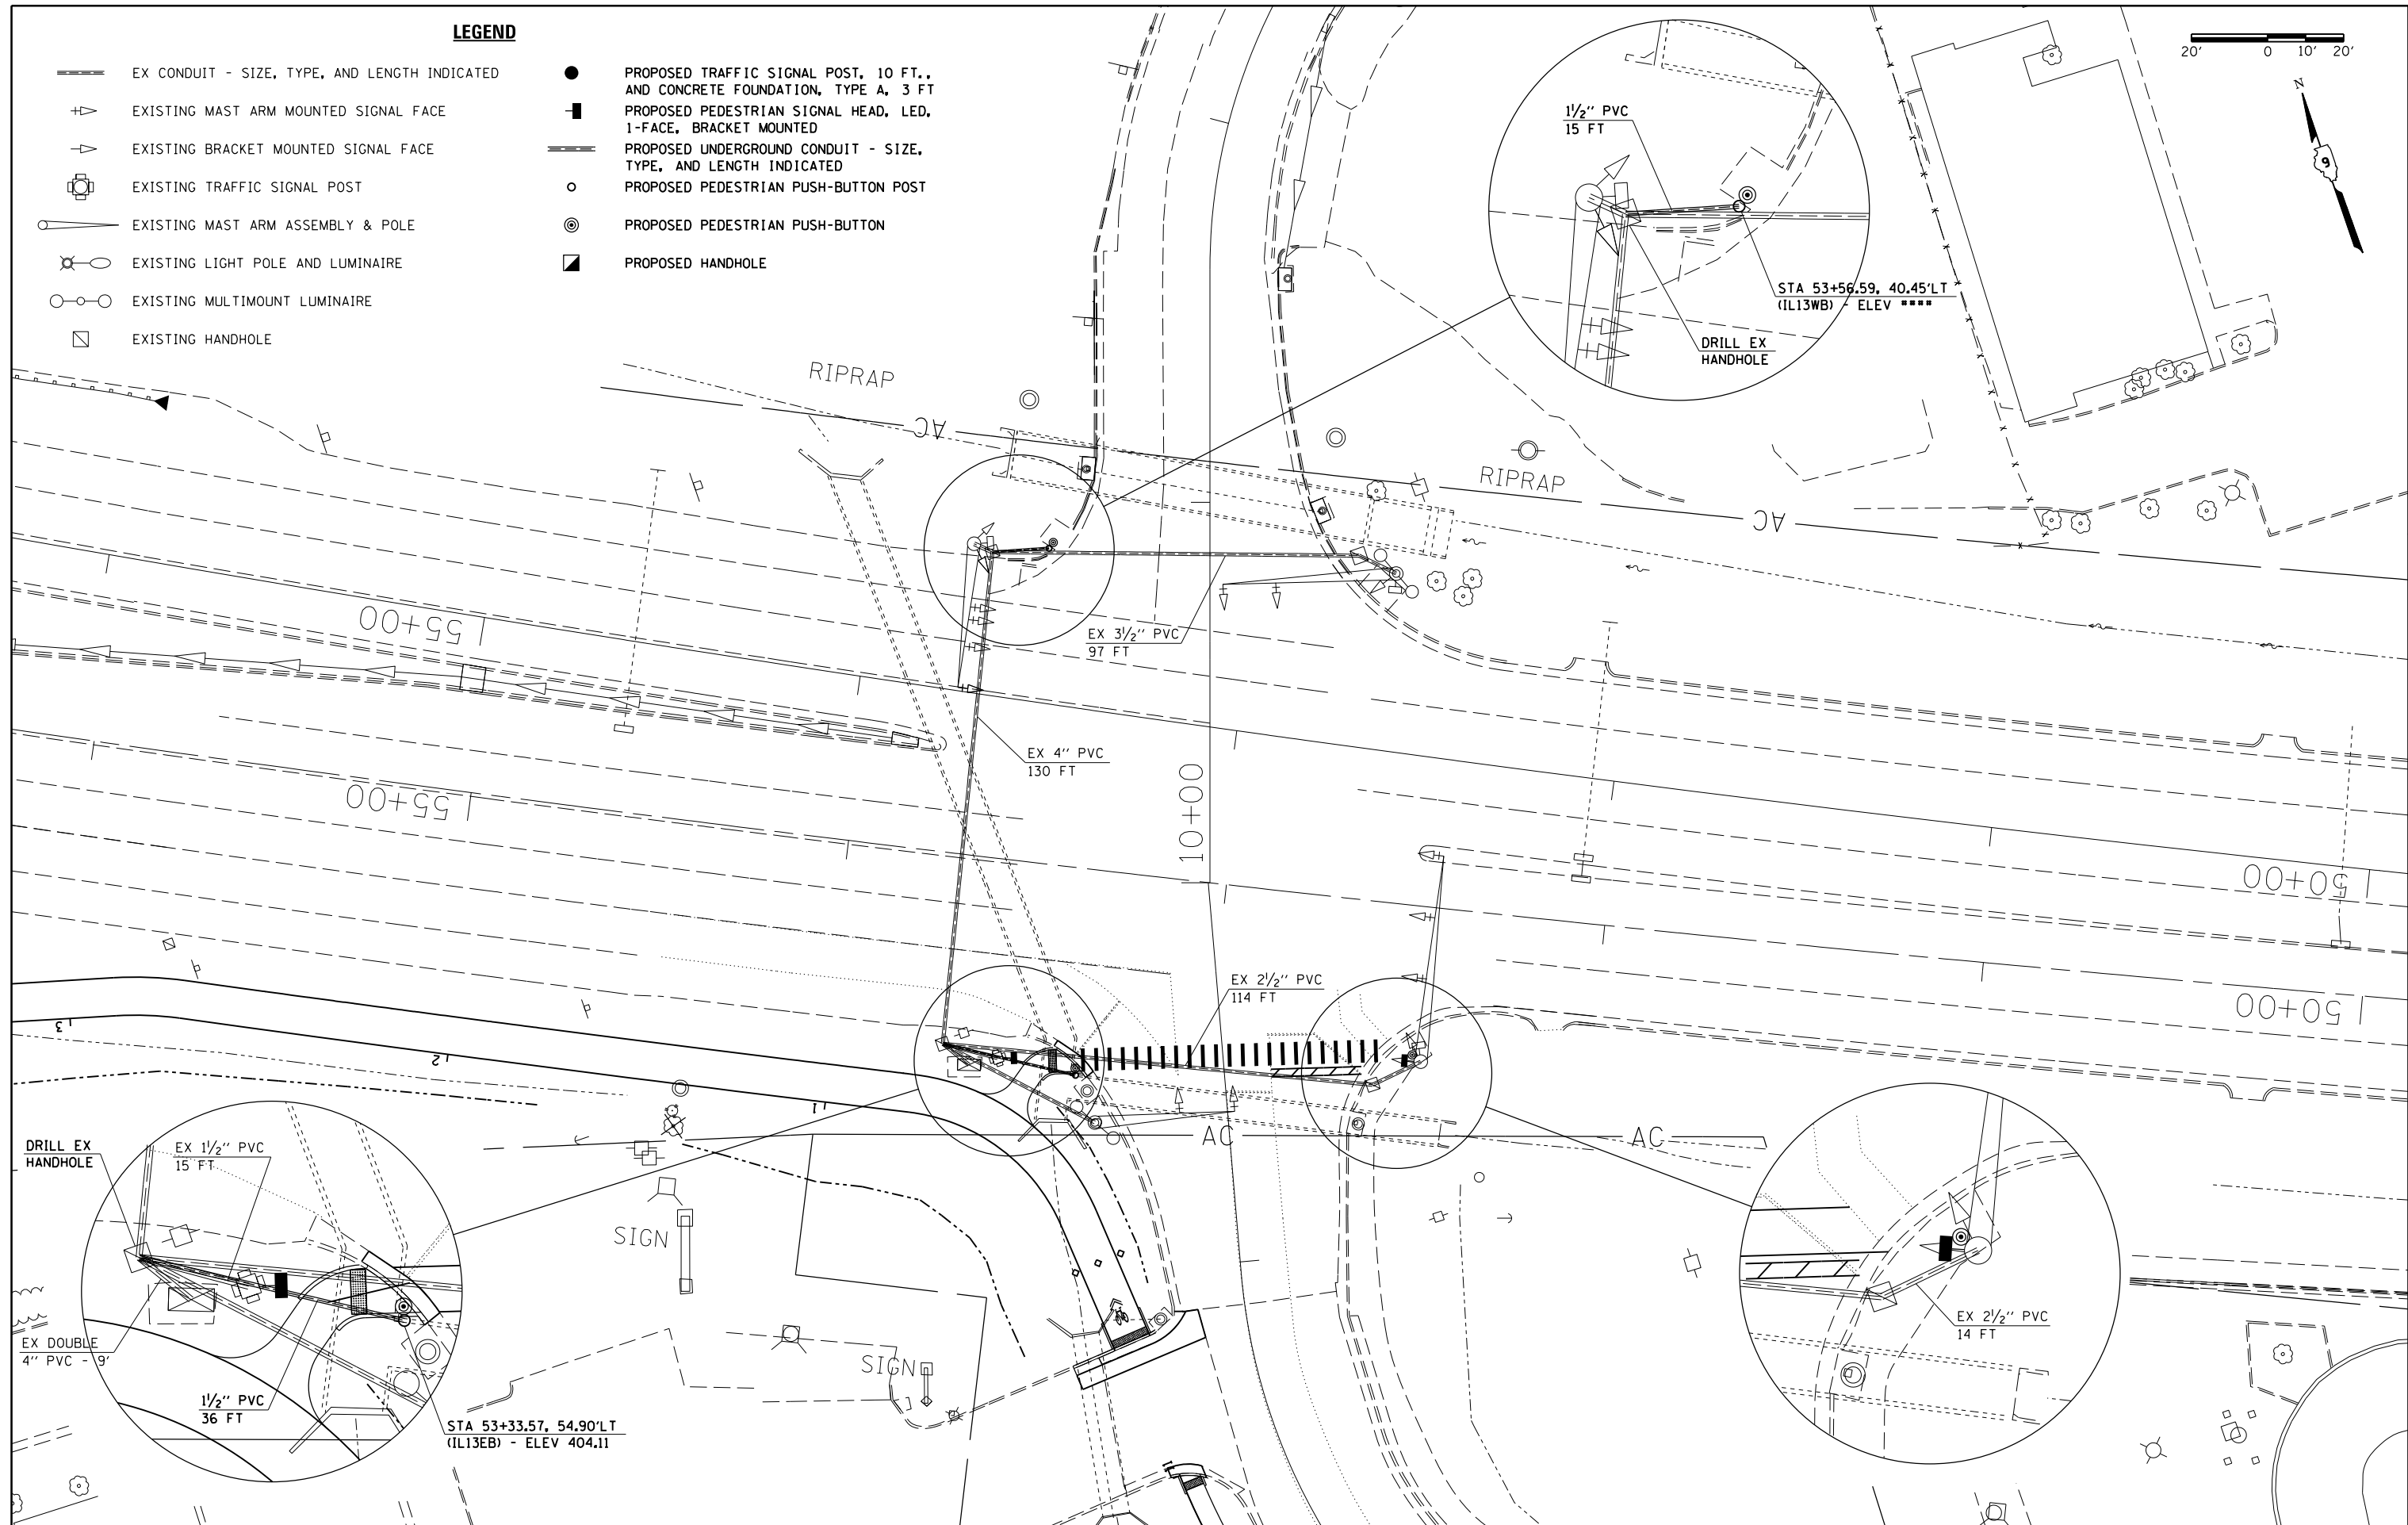 LEGEND
EX CONDUIT - SIZE, TYPE, AND LENGTH INDICATED
EXISTING MAST ARM MOUNTED SIGNAL FACE
EXISTING BRACKET MOUNTED SIGNAL FACE
EXISTING TRAFFIC SIGNAL POST
EXISTING MAST ARM ASSEMBLY & POLE
EXISTING LIGHT POLE AND LUMINAIRE
EXISTING MULTIMOUNT LUMINAIRE
EXISTING HANDHOLE
PROPOSED TRAFFIC SIGNAL POST, 10 FT.,
AND CONCRETE FOUNDATION, TYPE A, 3 FT
PROPOSED PEDESTRIAN SIGNAL HEAD, LED,
1-FACE, BRACKET MOUNTED
PROPOSED UNDERGROUND CONDUIT - SIZE,
TYPE, AND LENGTH INDICATED
PROPOSED PEDESTRIAN PUSH-BUTTON POST
PROPOSED PEDESTRIAN PUSH-BUTTON
PROPOSED HANDHOLE
20' 0 10' 20'
N
9
1½" PVC
15 FT
STA 53+56.59, 40.45'LT
(IL13WB) - ELEV ****
DRILL EX
HANDHOLE
RIPRAP
AC
RIPRAP
AC
55+00
EX 3½" PVC
97 FT
EX 4" PVC
130 FT
55+00
10+00
50+00
50+00
EX 2½" PVC
114 FT
3
2
1
AC
AC
DRILL EX
HANDHOLE
EX 1½" PVC
15 FT
SIGN
EX DOUBLE
4" PVC - 9'
1½" PVC
36 FT
STA 53+33.57, 54.90'LT
(IL13EB) - ELEV 404.11
SIGN
EX 2½" PVC
14 FT